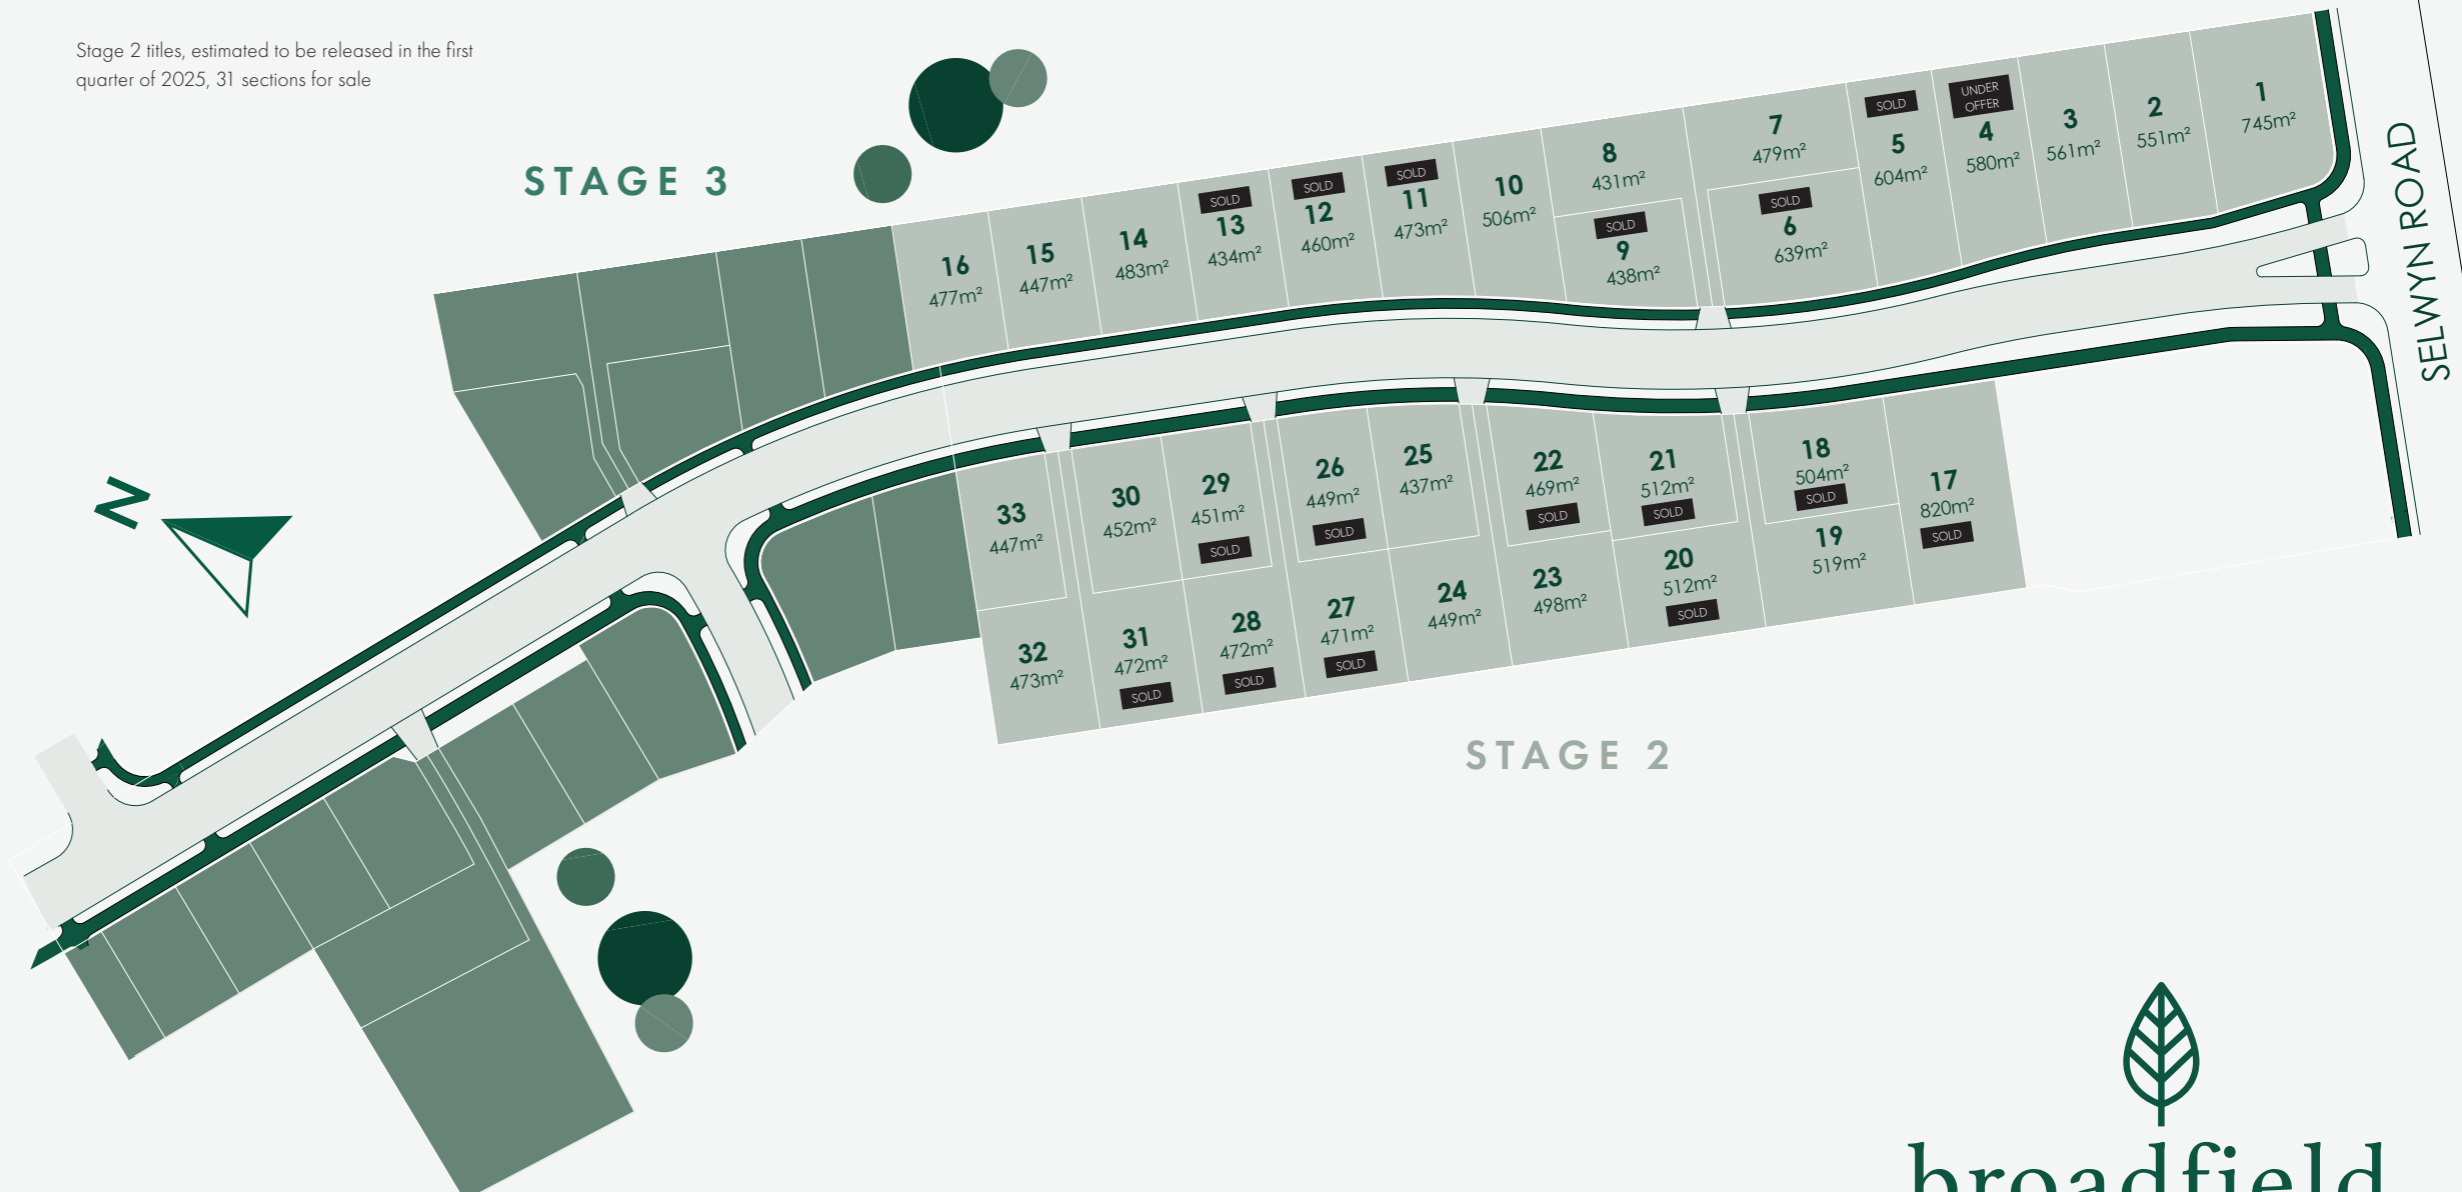 Stage 2 titles, estimated to be released in the first
quarter of 2025, 31 sections for sale
STAGE 3
N
16
477m²
15
447m²
14
483m²
SOLD
13
434m²
SOLD
12
460m²
SOLD
11
473m²
10
506m²
8
431m²
SOLD
9
438m²
7
479m²
SOLD
6
639m²
SOLD
5
604m²
UNDER
OFFER
4
580m²
3
561m²
2
551m²
1
745m²
SELWYN ROAD
33
447m²
32
473m²
30
452m²
31
472m²
SOLD
29
451m²
SOLD
28
472m²
SOLD
26
449m²
SOLD
27
471m²
SOLD
25
437m²
24
449m²
22
469m²
SOLD
23
498m²
21
512m²
SOLD
20
512m²
SOLD
18
504m²
SOLD
19
519m²
17
820m²
SOLD
STAGE 2
broadfield